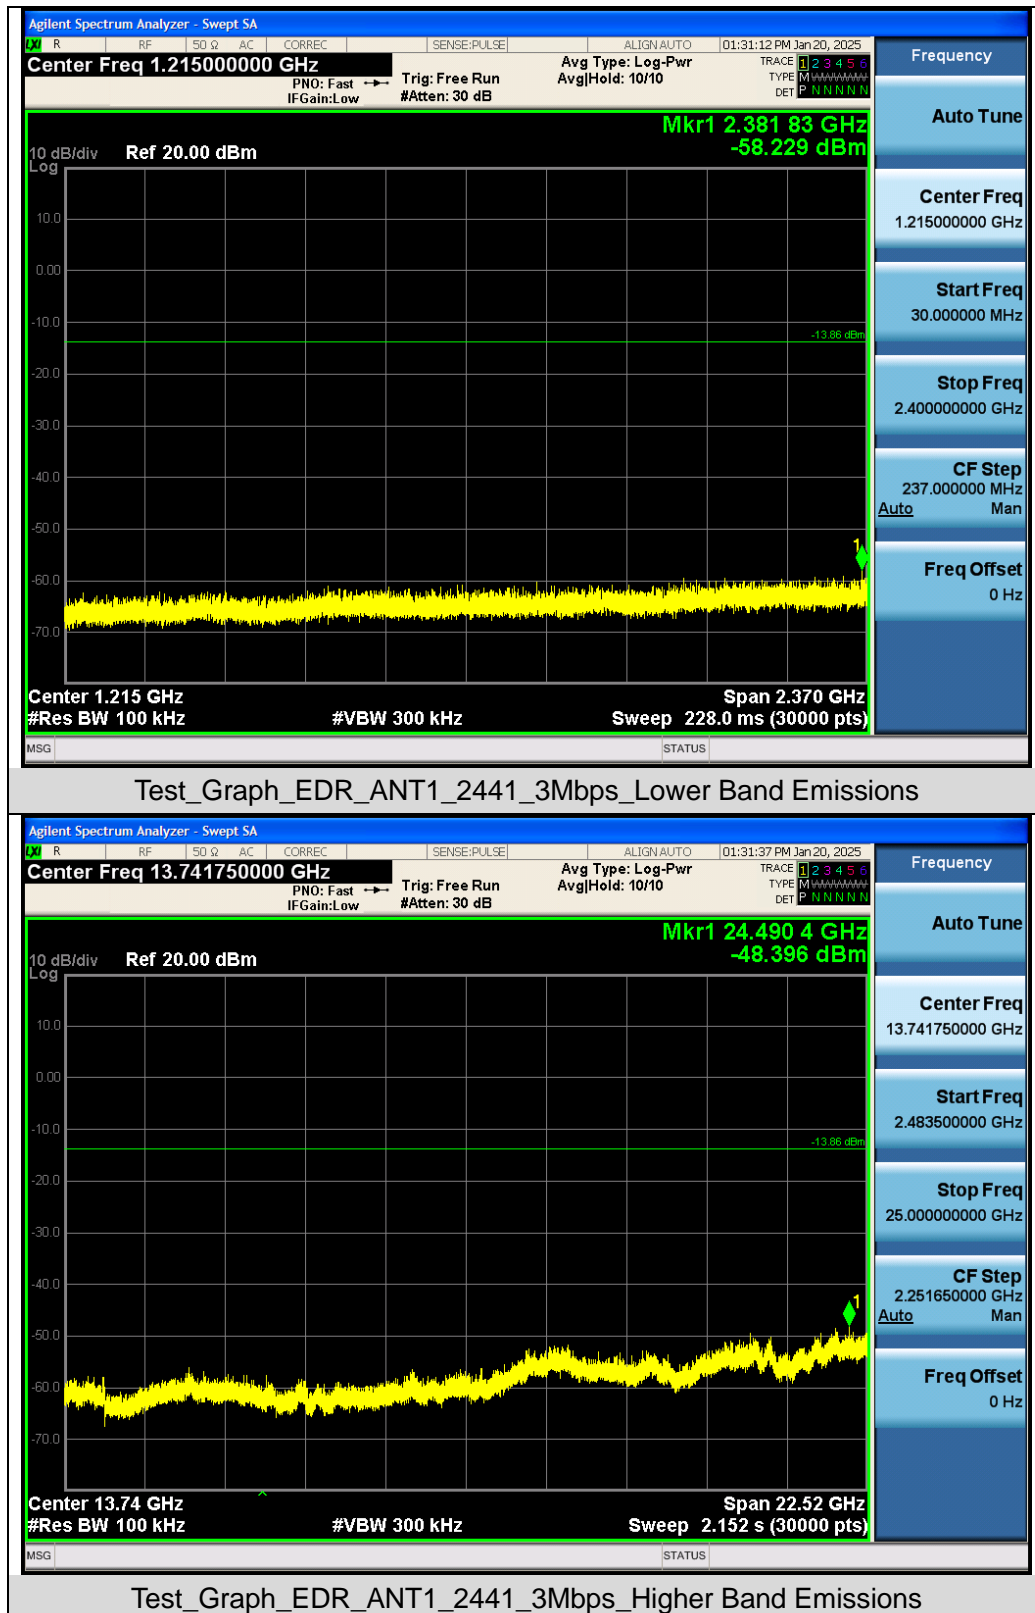 Agilent Spectrum Analyzer - Swept SA
LXI R RF 50 Ω AC CORREC SENSE:PULSE ALIGN AUTO 01:31:12 PM Jan 20, 2025
Center Freq 1.215000000 GHz
PNO: Fast
IFGain:Low
Trig: Free Run
#Atten: 30 dB
Avg Type: Log-Pwr
Avg|Hold: 10/10
TRACE 1 2 3 4 5 6
TYPE M WWWWW
DET P N N N N N
Mkr1 2.381 83 GHz
-58.229 dBm
10 dB/div Ref 20.00 dBm
Log
10.0
0.00
-10.0
-13.86 dBm
-20.0
-30.0
-40.0
-50.0
1
-60.0
-70.0
Center 1.215 GHz Span 2.370 GHz
#Res BW 100 kHz #VBW 300 kHz Sweep 228.0 ms (30000 pts)
MSG STATUS
Frequency
Auto Tune
Center Freq
1.215000000 GHz
Start Freq
30.000000 MHz
Stop Freq
2.400000000 GHz
CF Step
237.000000 MHz
Auto Man
Freq Offset
0 Hz
Test_Graph_EDR_ANT1_2441_3Mbps_Lower Band Emissions
Agilent Spectrum Analyzer - Swept SA
LXI R RF 50 Ω AC CORREC SENSE:PULSE ALIGN AUTO 01:31:37 PM Jan 20, 2025
Center Freq 13.741750000 GHz
PNO: Fast
IFGain:Low
Trig: Free Run
#Atten: 30 dB
Avg Type: Log-Pwr
Avg|Hold: 10/10
TRACE 1 2 3 4 5 6
TYPE M WWWWW
DET P N N N N N
Mkr1 24.490 4 GHz
-48.396 dBm
10 dB/div Ref 20.00 dBm
Log
10.0
0.00
-10.0
-13.86 dBm
-20.0
-30.0
-40.0
1
-50.0
-60.0
-70.0
Center 13.74 GHz Span 22.52 GHz
#Res BW 100 kHz #VBW 300 kHz Sweep 2.152 s (30000 pts)
MSG STATUS
Frequency
Auto Tune
Center Freq
13.741750000 GHz
Start Freq
2.483500000 GHz
Stop Freq
25.000000000 GHz
CF Step
2.251650000 GHz
Auto Man
Freq Offset
0 Hz
Test_Graph_EDR_ANT1_2441_3Mbps_Higher Band Emissions